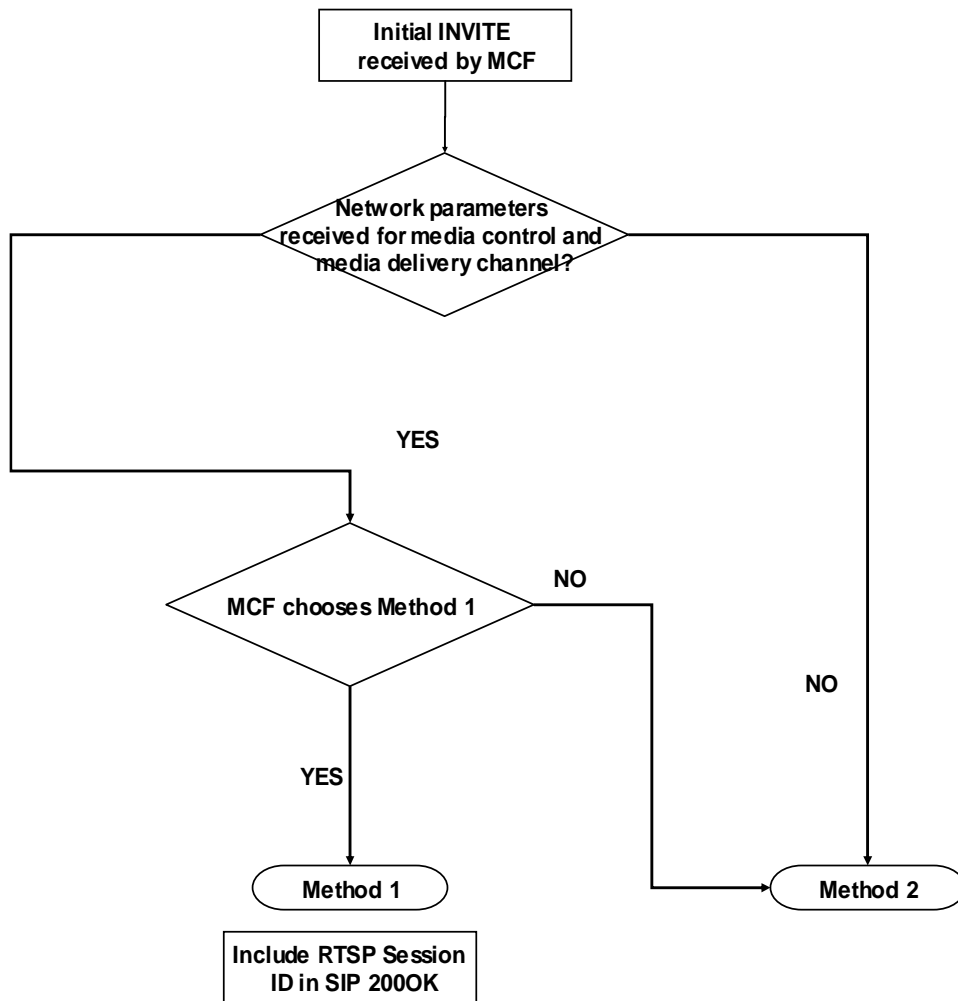 Initial INVITE
received by MCF
Network parameters
received for media control and
media delivery channel?
YES
MCF chooses Method 1
NO
NO
YES
Method 1
Method 2
Include RTSP Session
ID in SIP 200OK